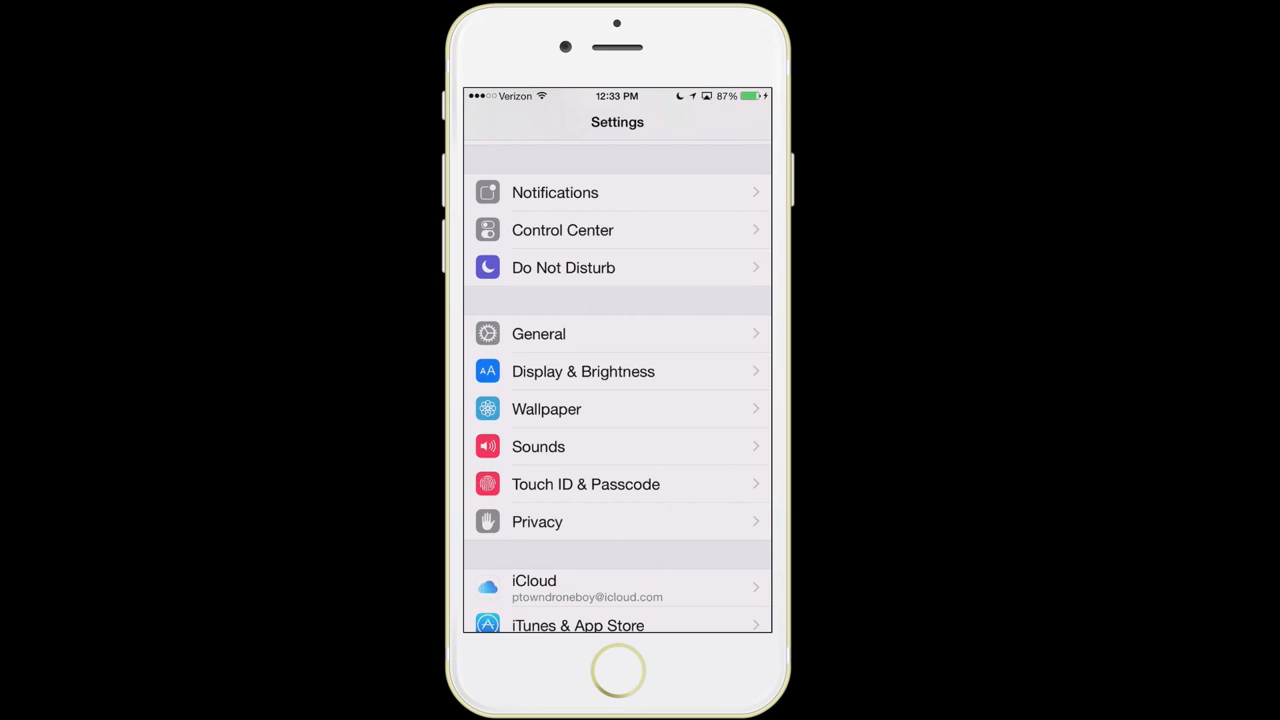 Verizon 12:33 PM 87%
Settings
Notifications
Control Center
Do Not Disturb
General
AA Display & Brightness
Wallpaper
Sounds
Touch ID & Passcode
Privacy
iCloud
ptowndroneboy@icloud.com
iTunes & App Store